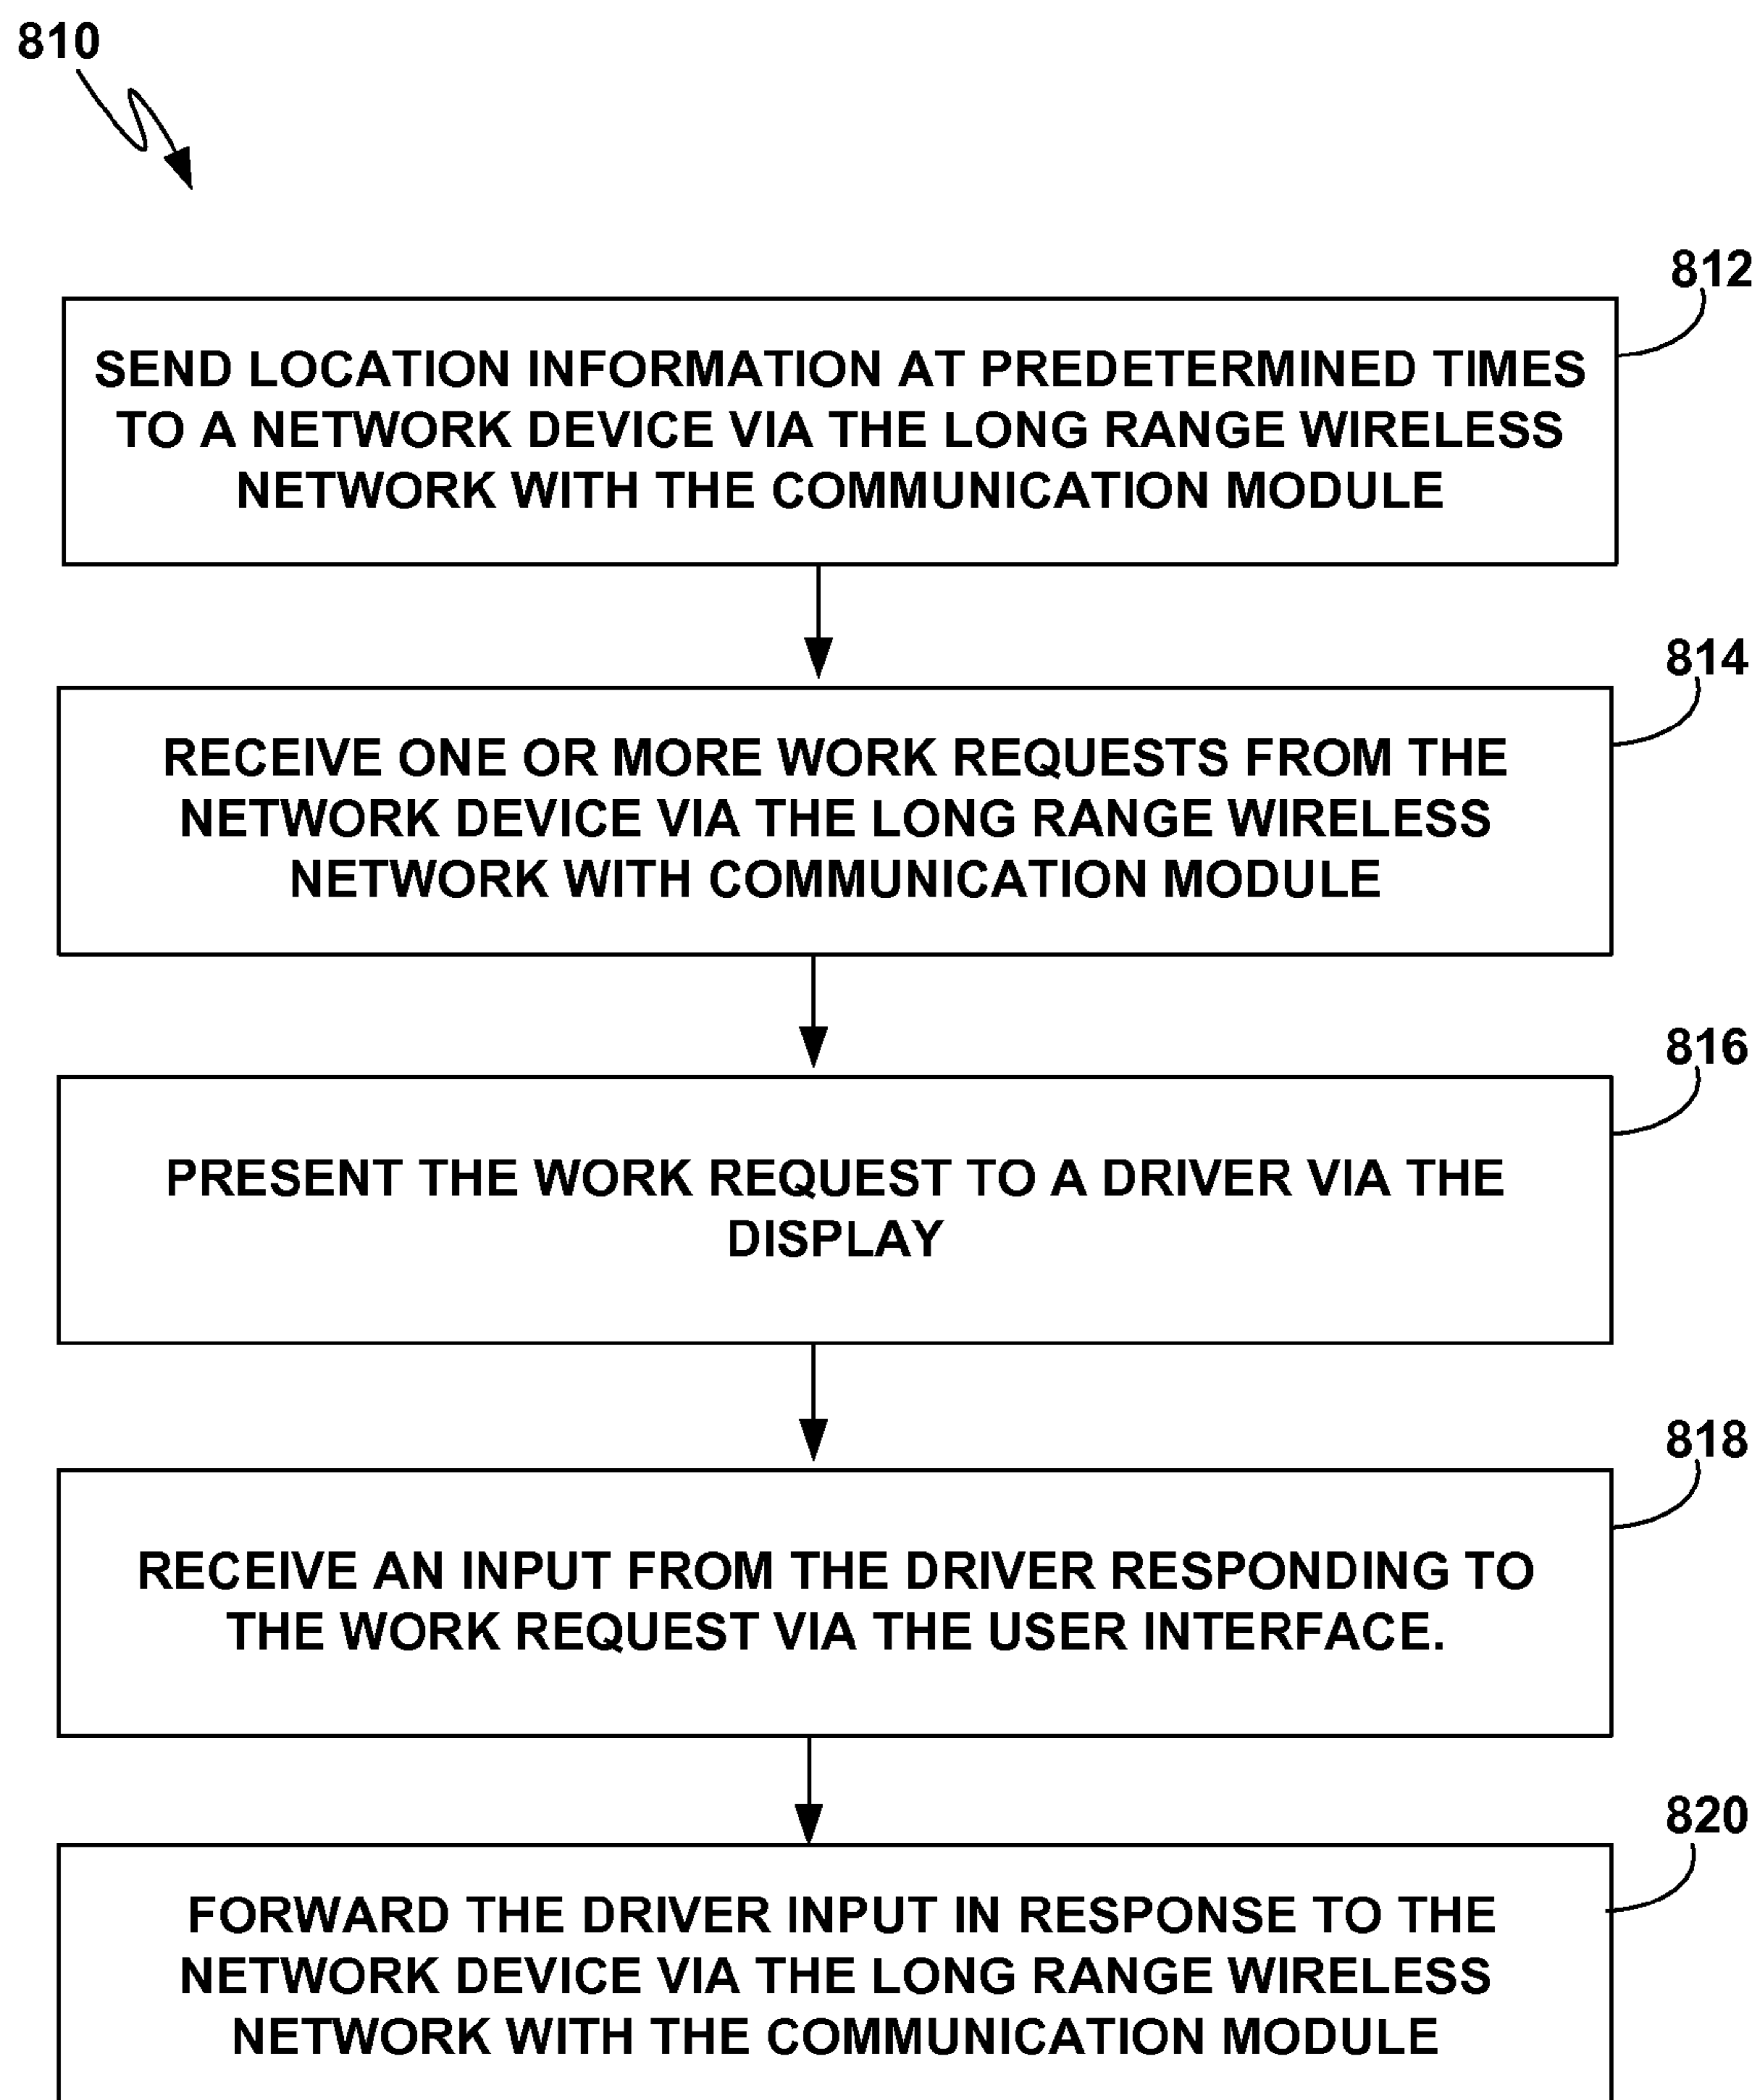 810
812
SEND LOCATION INFORMATION AT PREDETERMINED TIMES
TO A NETWORK DEVICE VIA THE LONG RANGE WIRELESS
NETWORK WITH THE COMMUNICATION MODULE
814
RECEIVE ONE OR MORE WORK REQUESTS FROM THE
NETWORK DEVICE VIA THE LONG RANGE WIRELESS
NETWORK WITH COMMUNICATION MODULE
816
PRESENT THE WORK REQUEST TO A DRIVER VIA THE
DISPLAY
818
RECEIVE AN INPUT FROM THE DRIVER RESPONDING TO
THE WORK REQUEST VIA THE USER INTERFACE.
820
FORWARD THE DRIVER INPUT IN RESPONSE TO THE
NETWORK DEVICE VIA THE LONG RANGE WIRELESS
NETWORK WITH THE COMMUNICATION MODULE